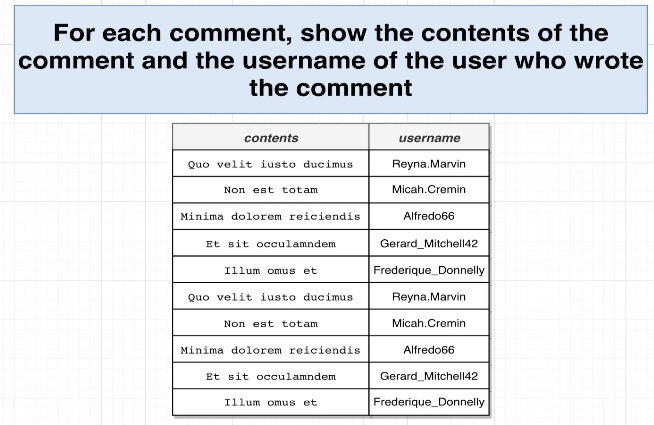 For each comment, show the contents of the
comment and the username of the user who wrote
the comment
contents username
Quo velit iusto ducimus Reyna.Marvin
Non est totam Micah.Cremin
Minima dolorem reiciendis Alfredo66
Et sit occulamndem Gerard_Mitchell42
Illum omus et Frederique_Donnelly
Quo velit iusto ducimus Reyna.Marvin
Non est totam Micah.Cremin
Minima dolorem reiciendis Alfredo66
Et sit occulamndem Gerard_Mitchell42
Illum omus et Frederique_Donnelly